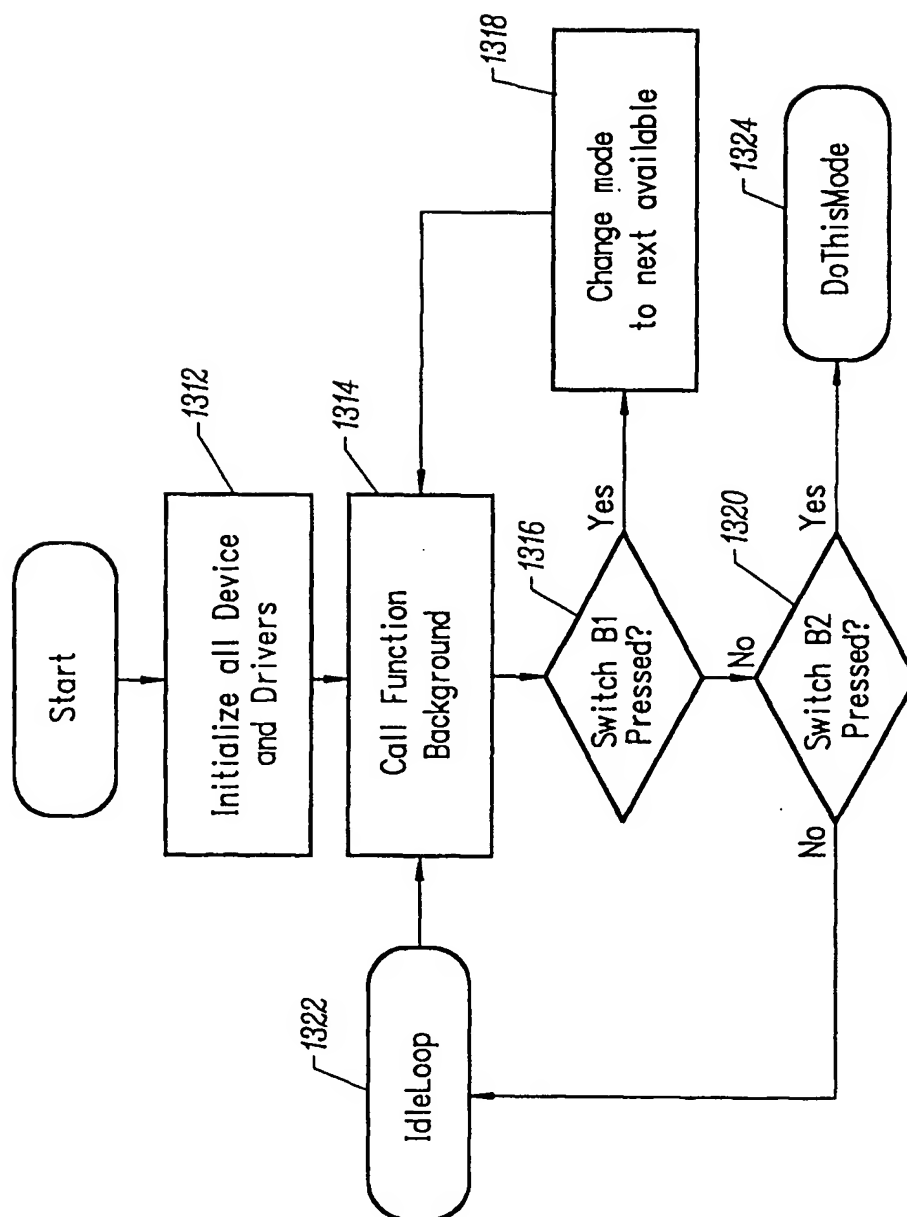 Start
1312
Initialize all Device
and Drivers
1314
Call Function
Background
1322
IdleLoop
1316
Switch B1
Pressed?
Yes
1318
Change mode
to next available
No
1320
Switch B2
Pressed?
No
Yes
1324
DoThisMode